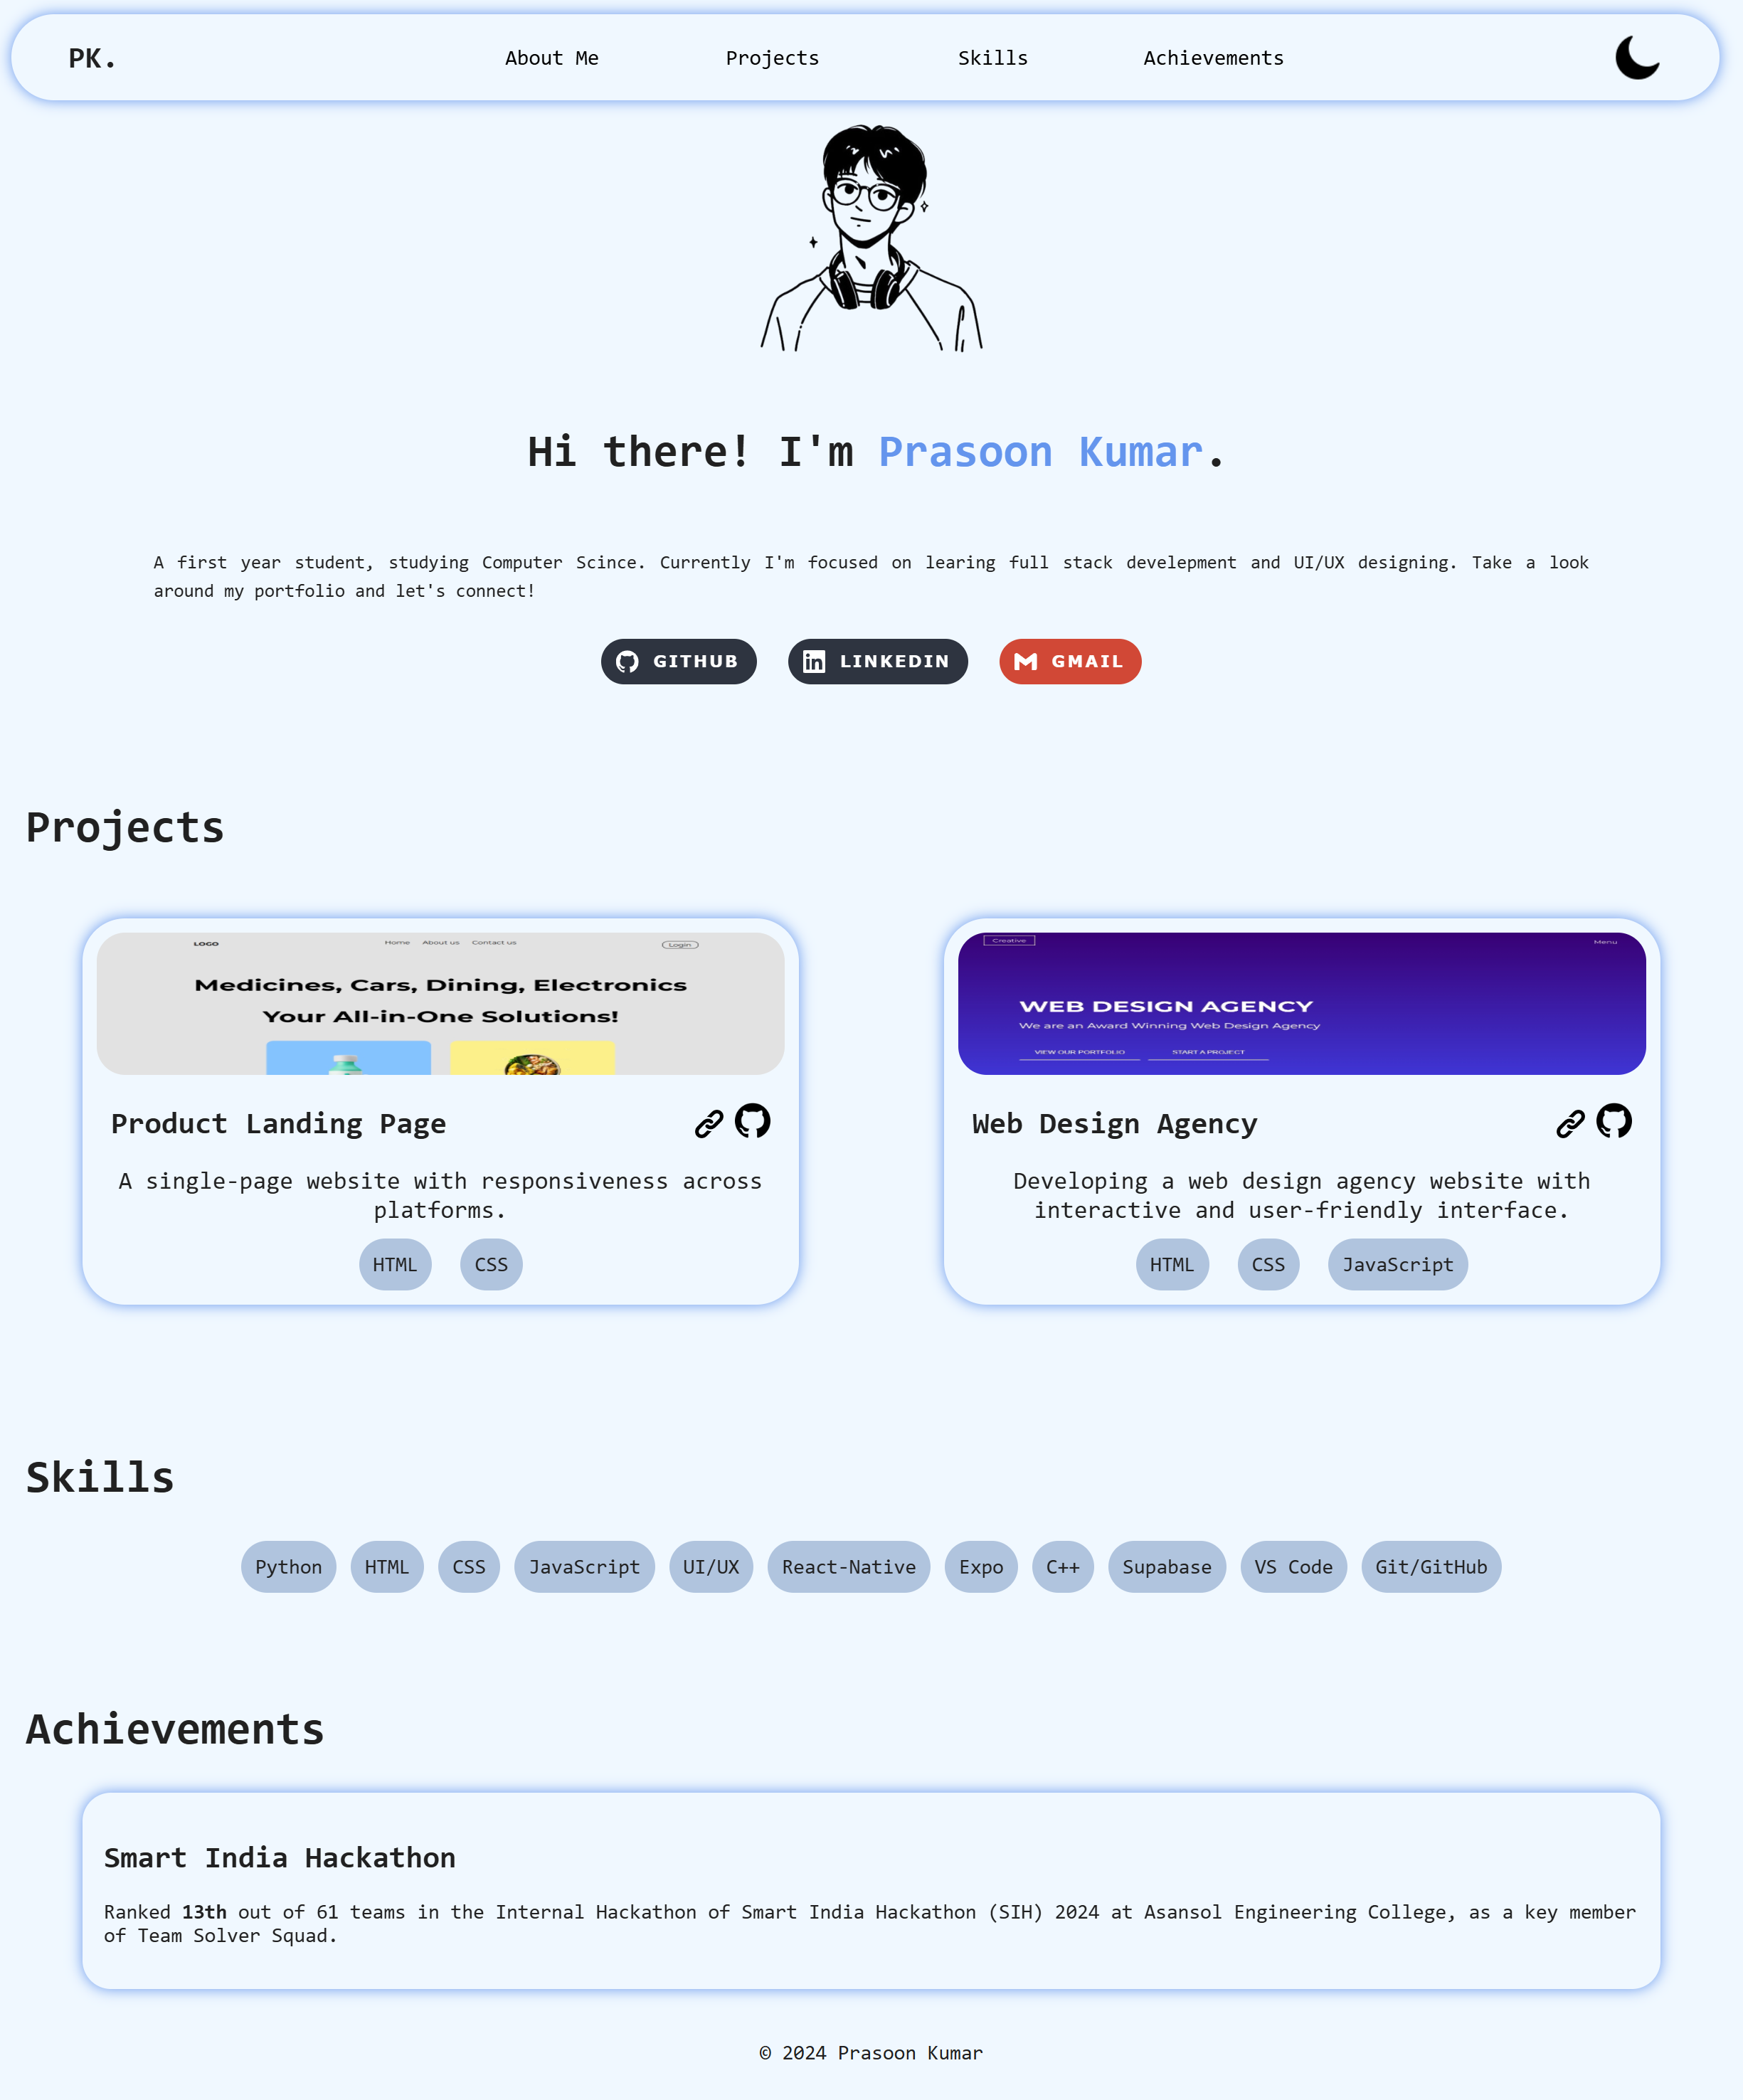 PK.
About Me
Projects
Skills
Achievements
Hi there! I'm Prasoon Kumar.
A first year student, studying Computer Scince. Currently I'm focused on learing full stack develepment and UI/UX designing. Take a look
around my portfolio and let's connect!
GITHUB
LINKEDIN
GMAIL
Projects
LOGO
Home
About us
Contact us
Login
Medicines, Cars, Dining, Electronics
Your All-in-One Solutions!
Product Landing Page
A single-page website with responsiveness across
platforms.
HTML
CSS
Creative
Menu
WEB DESIGN AGENCY
We are an Award Winning Web Design Agency
VIEW OUR PORTFOLIO
START A PROJECT
Web Design Agency
Developing a web design agency website with
interactive and user-friendly interface.
HTML
CSS
JavaScript
Skills
Python
HTML
CSS
JavaScript
UI/UX
React-Native
Expo
C++
Supabase
VS Code
Git/GitHub
Achievements
Smart India Hackathon
Ranked 13th out of 61 teams in the Internal Hackathon of Smart India Hackathon (SIH) 2024 at Asansol Engineering College, as a key member
of Team Solver Squad.
© 2024 Prasoon Kumar